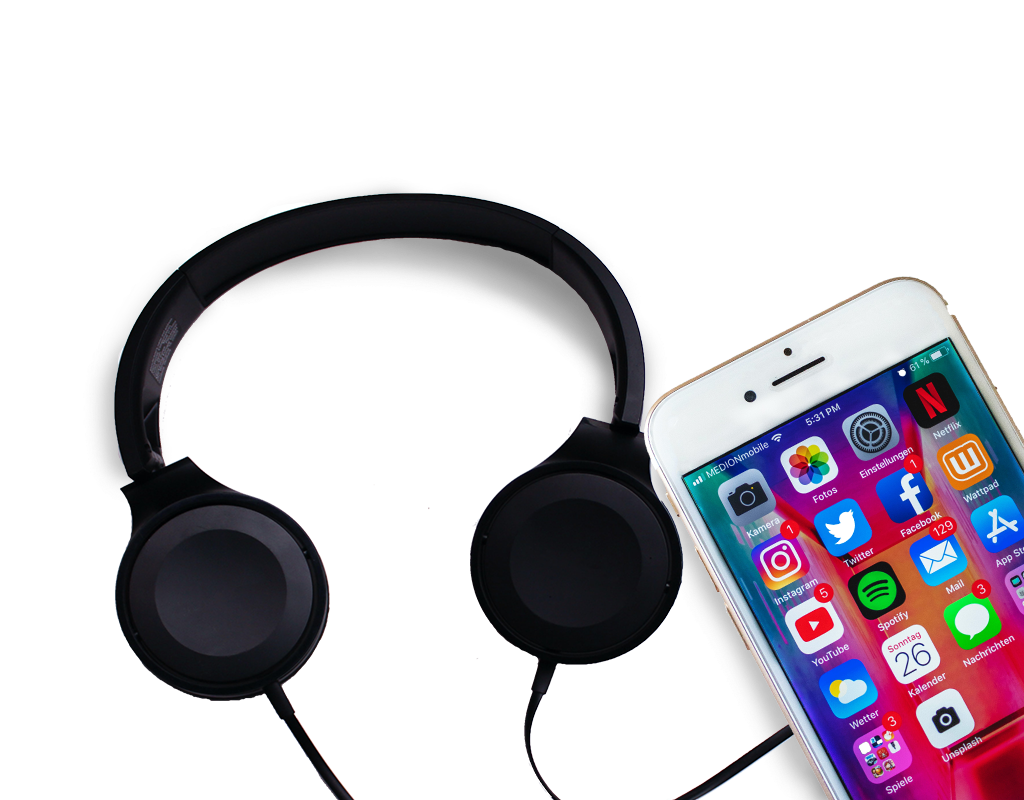 MEDIONmobile 5:31 PM 61 %
Kamera Fotos Einstellungen Netflix
1 1
Instagram Twitter Facebook Wattpad
5 129
YouTube Spotify Mail App St
Sonntag
26
3
Wetter Kalender Nachrichten
3
Spiele Unsplash